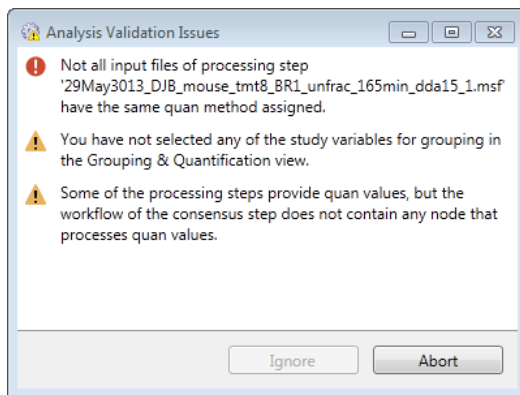 Analysis Validation Issues
Not all input files of processing step
'29May3013_DJB_mouse_tmt8_BR1_unfrac_165min_dda15_1.msf'
have the same quan method assigned.
You have not selected any of the study variables for grouping in
the Grouping & Quantification view.
Some of the processing steps provide quan values, but the
workflow of the consensus step does not contain any node that
processes quan values.
Ignore
Abort